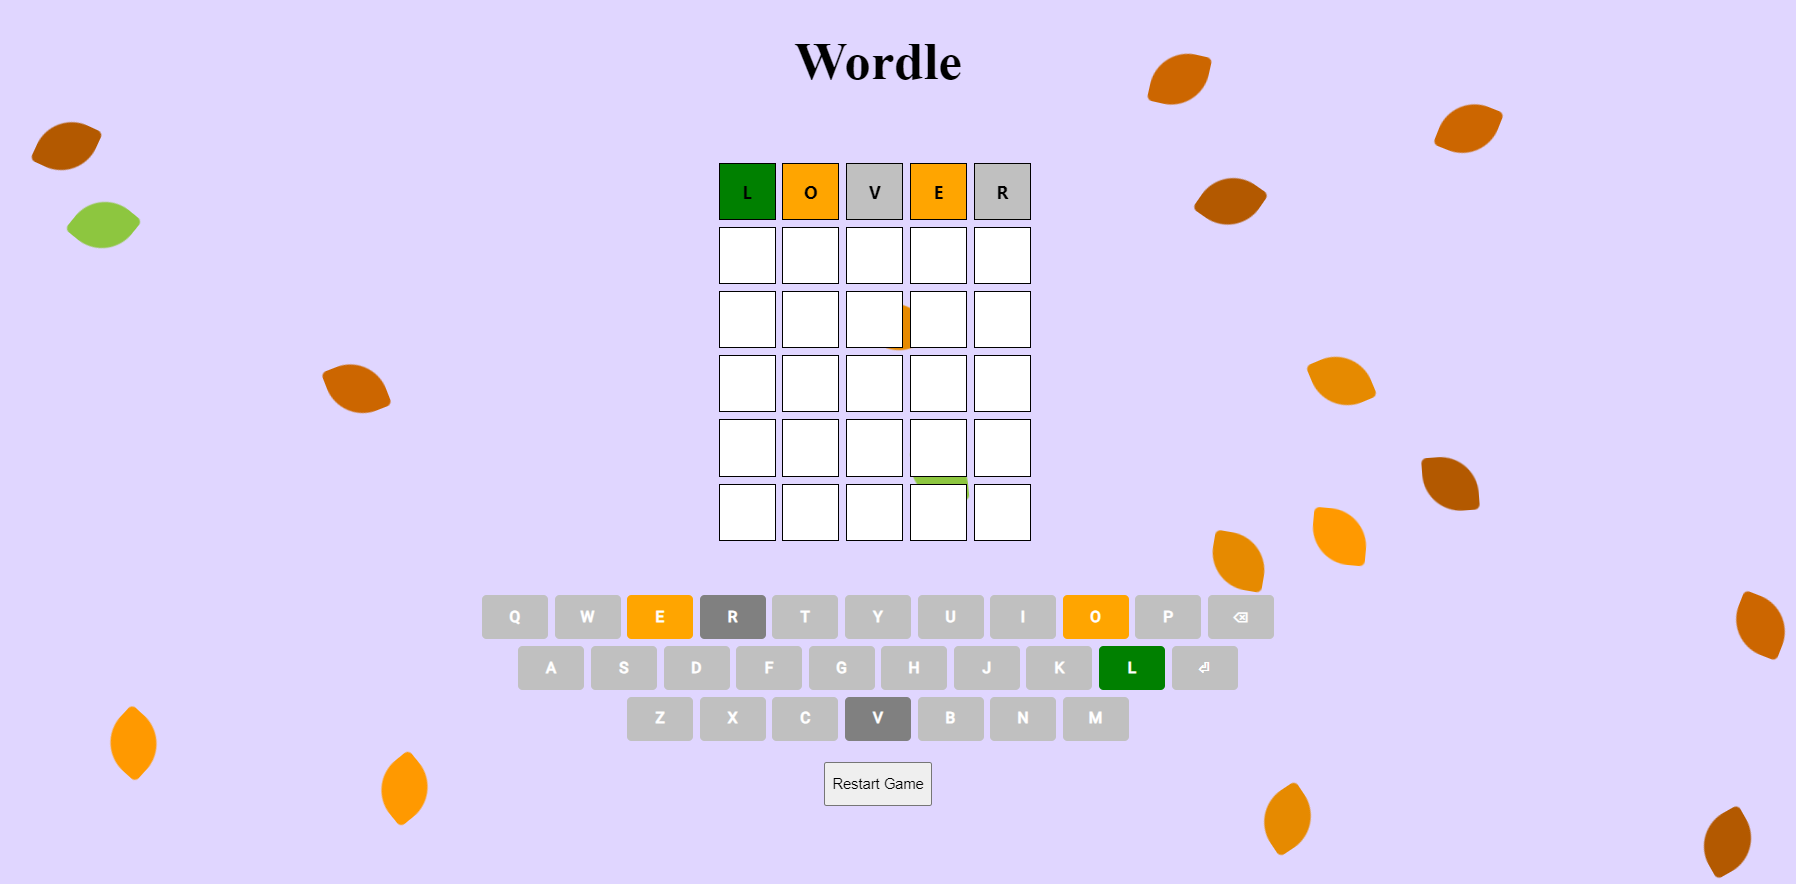 Wordle
L O V E R
Q W E R T Y U I O P ⌫
A S D F G H J K L ⏎
Z X C V B N M
Restart Game